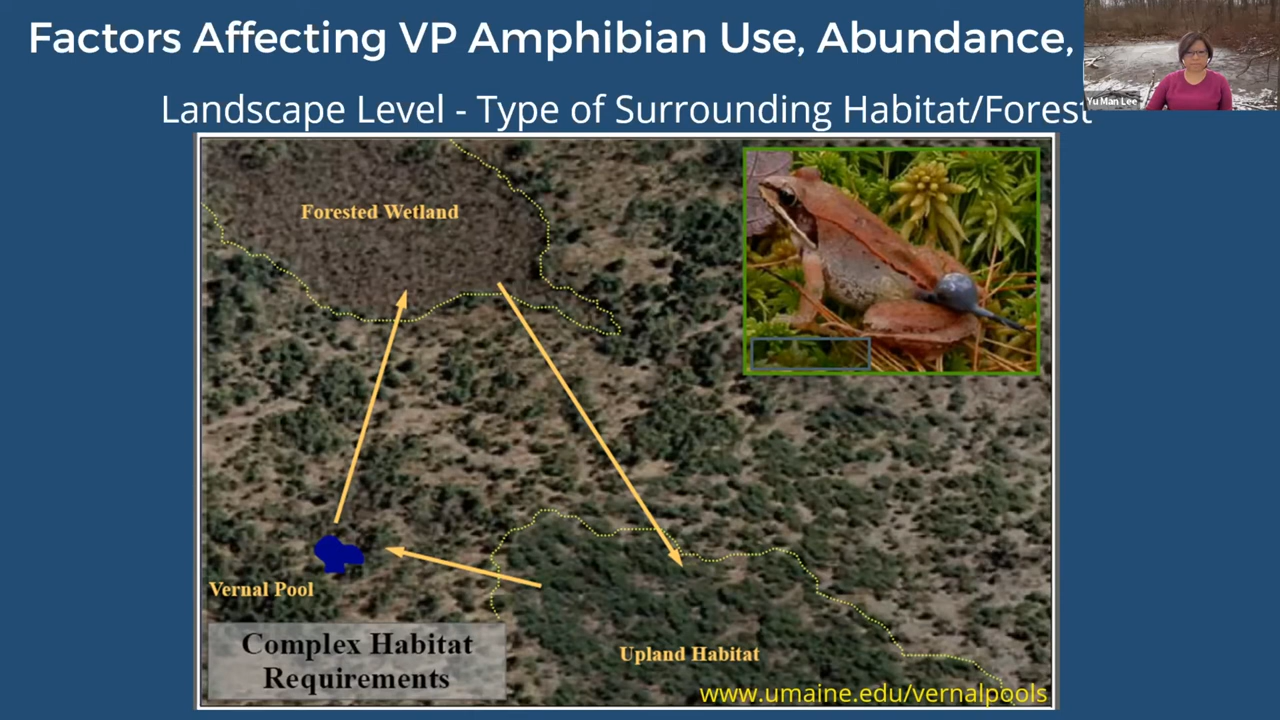 Factors Affecting VP Amphibian Use, Abundance,
Yu Man Lee
Landscape Level - Type of Surrounding Habitat/Forest
Forested Wetland
Vernal Pool
Complex Habitat
Requirements
Upland Habitat
www.umaine.edu/vernalpools